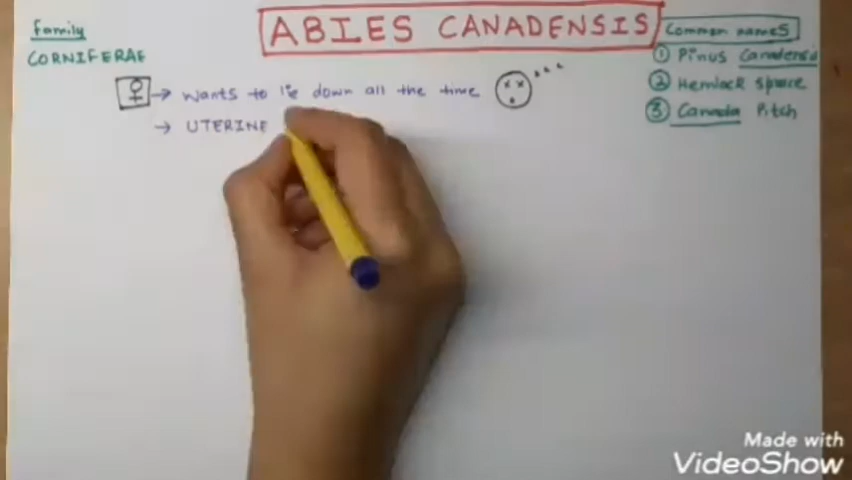 Family
CORNIFERAE
ABIES CANADENSIS
Common names
① Pinus Canadensis
② Hemlock spruce
③ Canada Pitch
♀ → Wants to lie down all the time
→ UTERINE
Made with
VideoShow